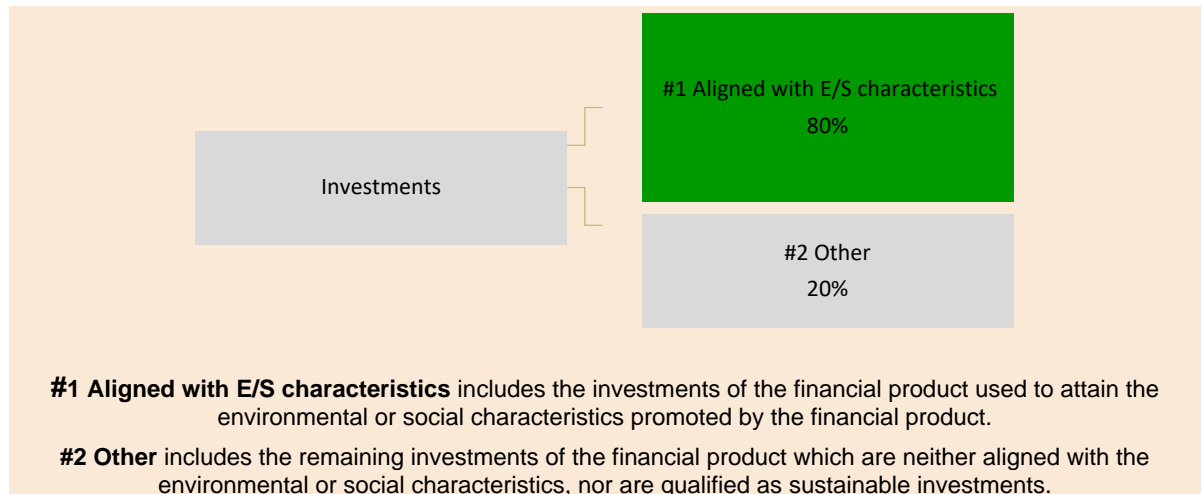 #1 Aligned with E/S characteristics
80%
Investments
#2 Other
20%
#1 Aligned with E/S characteristics includes the investments of the financial product used to attain the
environmental or social characteristics promoted by the financial product.
#2 Other includes the remaining investments of the financial product which are neither aligned with the
environmental or social characteristics, nor are qualified as sustainable investments.